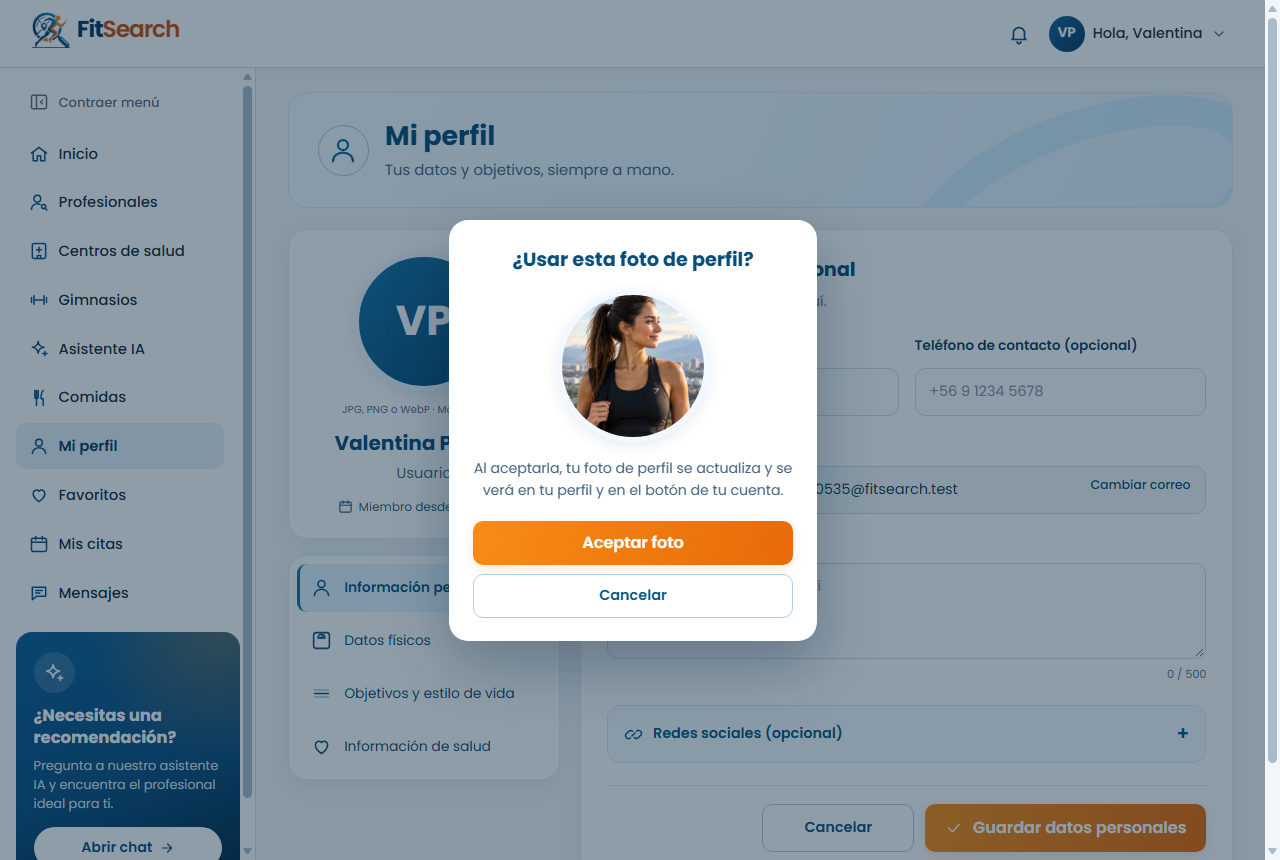 FitSearch
VP
Hola, Valentina
Contraer menú
Inicio
Profesionales
Centros de salud
Gimnasios
Asistente IA
Comidas
Mi perfil
Favoritos
Mis citas
Mensajes
¿Necesitas una
recomendación?
Pregunta a nuestro asistente
IA y encuentra el profesional
ideal para ti.
Abrir chat →
Mi perfil
Tus datos y objetivos, siempre a mano.
VP
JPG, PNG o WebP ·
Valentina
Miembro
Información
Datos físicos
Objetivos y estilo de vida
Información de salud
¿Usar esta foto de perfil?
Al aceptarla, tu foto de perfil se actualiza y se
verá en tu perfil y en el botón de tu cuenta.
Aceptar foto
Cancelar
Teléfono de contacto (opcional)
+56 9 1234 5678
0535@fitsearch.test
Cambiar correo
0 / 500
Redes sociales (opcional)
+
Cancelar
Guardar datos personales